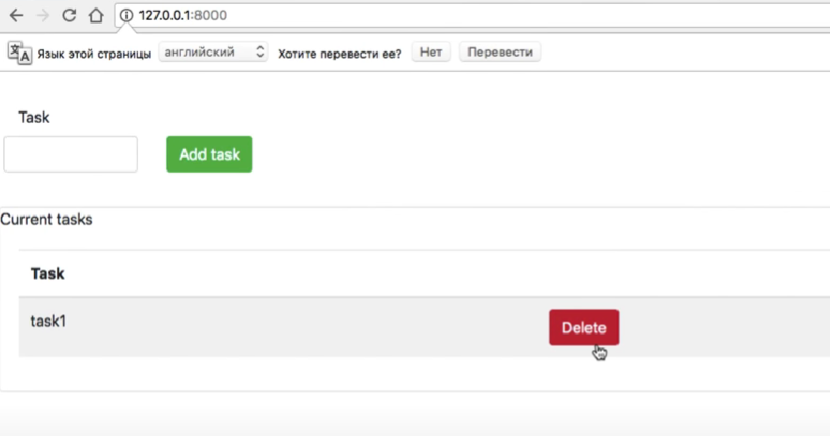 127.0.0.1:8000
Язык этой страницы английский Хотите перевести ее? Нет Перевести
Task
Add task
Current tasks
Task
task1 Delete